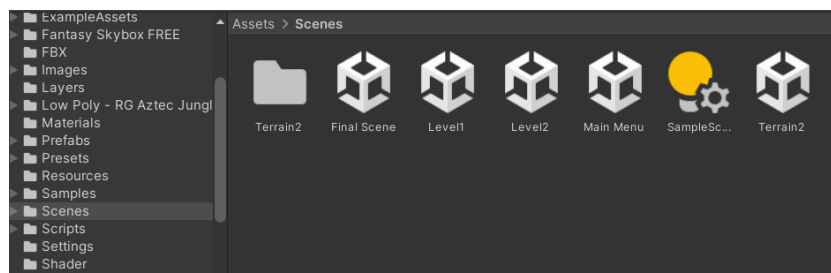 ExampleAssets
Fantasy Skybox FREE
FBX
Images
Layers
Low Poly - RG Aztec Jungl
Materials
Prefabs
Presets
Resources
Samples
Scenes
Scripts
Settings
Shader
Assets > Scenes
Terrain2
Final Scene
Level1
Level2
Main Menu
SampleSc...
Terrain2